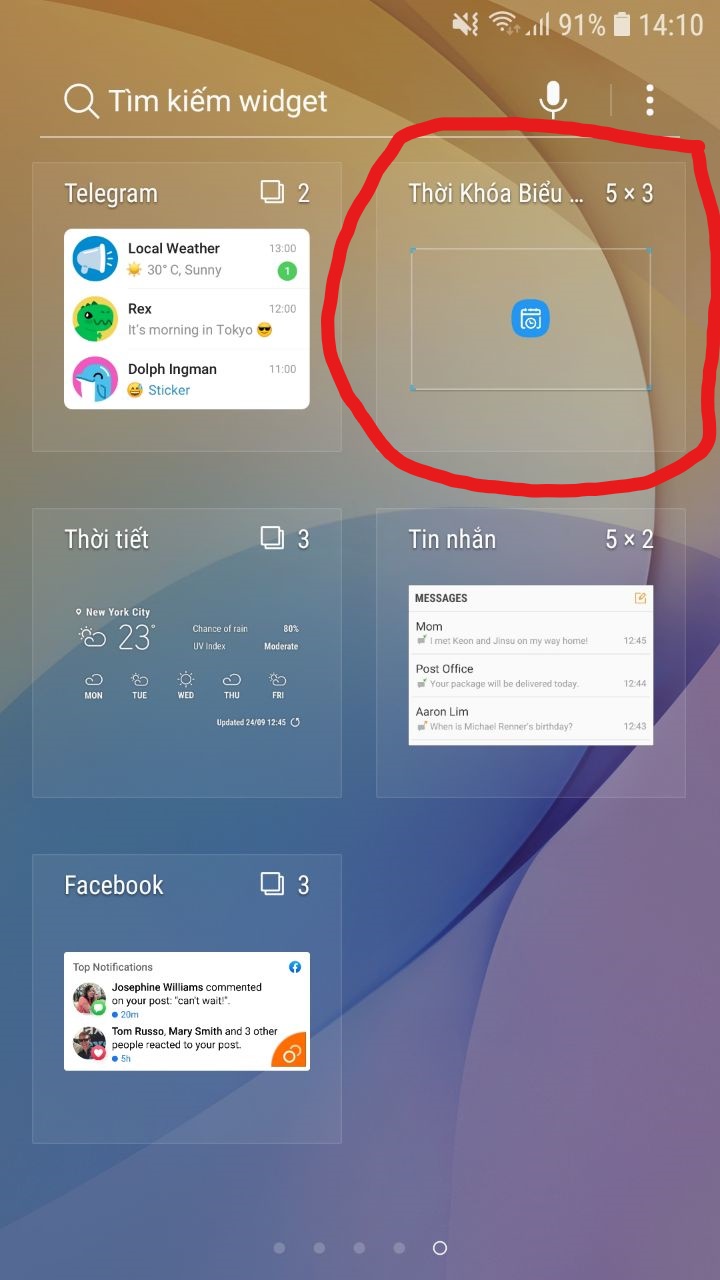 91% 14:10
Tìm kiếm widget
Telegram 2
Local Weather 13:00
30° C, Sunny 1
Rex 12:00
It's morning in Tokyo
Dolph Ingman 11:00
Sticker
Thời Khóa Biểu ... 5 × 3
Thời tiết 3
New York City
23°
Chance of rain 80%
UV Index Moderate
MON TUE WED THU FRI
Updated 24/09 12:45
Tin nhắn 5 × 2
MESSAGES
Mom
I met Keon and Jinsu on my way home! 12:45
Post Office
Your package will be delivered today. 12:44
Aaron Lim
When is Michael Renner's birthday? 12:43
Facebook 3
Top Notifications
Josephine Williams commented
on your post: "can't wait!".
20m
Tom Russo, Mary Smith and 3 other
people reacted to your post.
5h